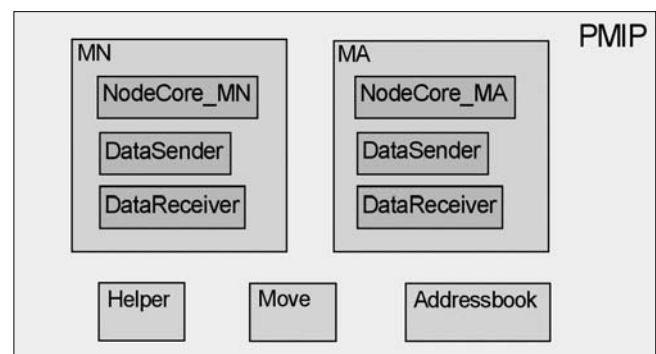 PMIP
MN
NodeCore_MN
DataSender
DataReceiver
MA
NodeCore_MA
DataSender
DataReceiver
Helper
Move
Addressbook